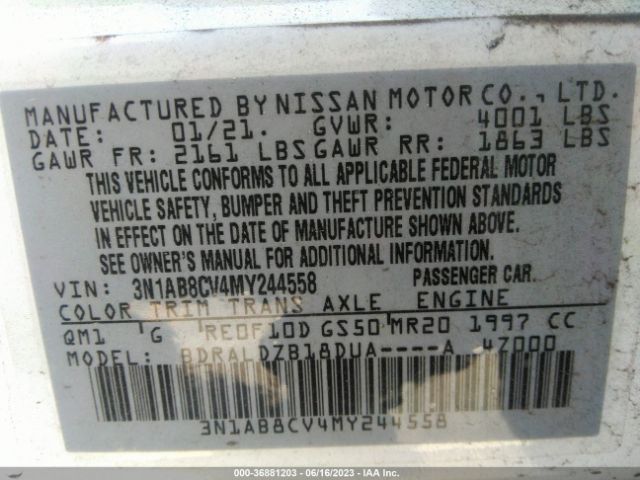 MANUFACTURED BY NISSAN MOTOR CO., LTD.
DATE: 01/21. GVWR: 4001 LBS
GAWR FR: 2161 LBS GAWR RR: 1863 LBS
THIS VEHICLE CONFORMS TO ALL APPLICABLE FEDERAL MOTOR
VEHICLE SAFETY, BUMPER AND THEFT PREVENTION STANDARDS
IN EFFECT ON THE DATE OF MANUFACTURE SHOWN ABOVE.
SEE OWNER'S MANUAL FOR ADDITIONAL INFORMATION.
VIN: 3N1AB8CV4MY244558 PASSENGER CAR.
COLOR TRIM TRANS AXLE ENGINE
QM1 'G RE0F10D GS50 MR20 1997 CC
MODEL: BDRALDZB18DUA----A 4Z000
3N1AB8CV4MY244558
000-36881203 - 06/16/2023 - IAA Inc.